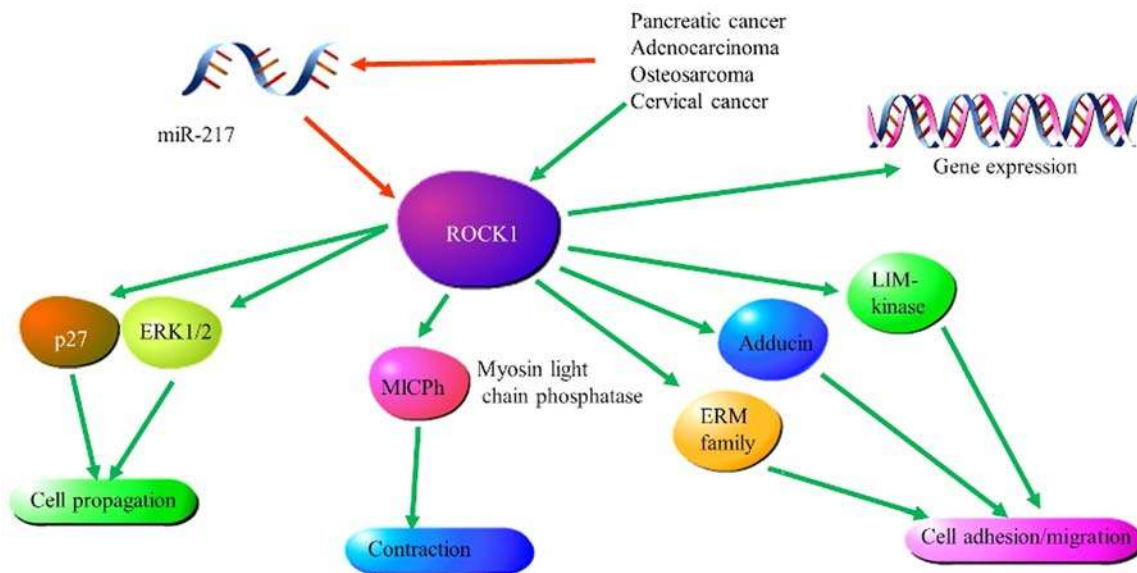 Pancreatic cancer
Adenocarcinoma
Osteosarcoma
Cervical cancer
miR-217
Gene expression
ROCK1
LIM-
kinase
p27
ERK1/2
Adducin
MlCPh
Myosin light
chain phosphatase
ERM
family
Cell propagation
Contraction
Cell adhesion/migration